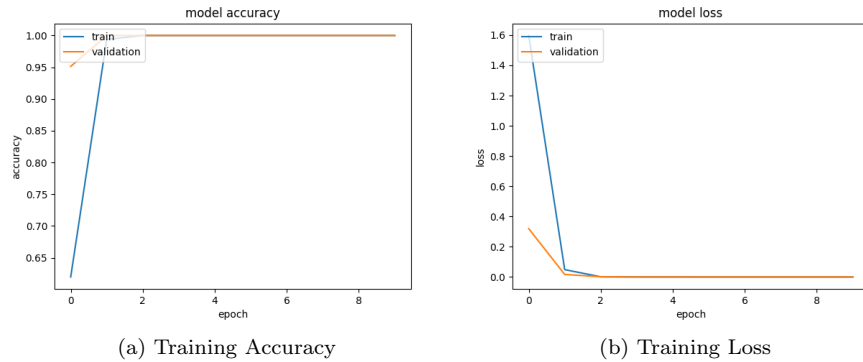 model accuracy
train
validation
1.00
0.95
0.90
0.85
0.80
0.75
0.70
0.65
accuracy
0 2 4 6 8
epoch
(a) Training Accuracy
model loss
train
validation
1.6
1.4
1.2
1.0
0.8
0.6
0.4
0.2
0.0
loss
0 2 4 6 8
epoch
(b) Training Loss